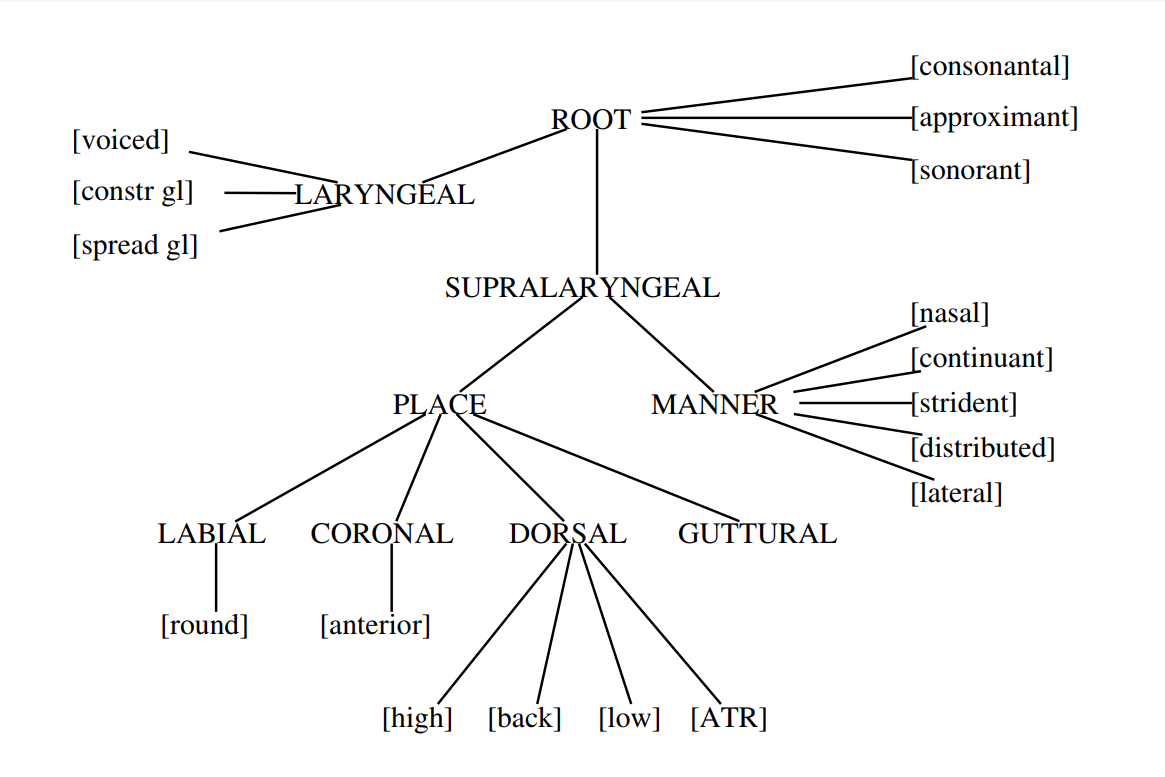 [consonantal]
ROOT
[approximant]
[voiced]
[sonorant]
[constr gl]
LARYNGEAL
[spread gl]
SUPRALARYNGEAL
[nasal]
[continuant]
PLACE
MANNER
[strident]
[distributed]
[lateral]
LABIAL
CORONAL
DORSAL
GUTTURAL
[round]
[anterior]
[high]
[back]
[low]
[ATR]